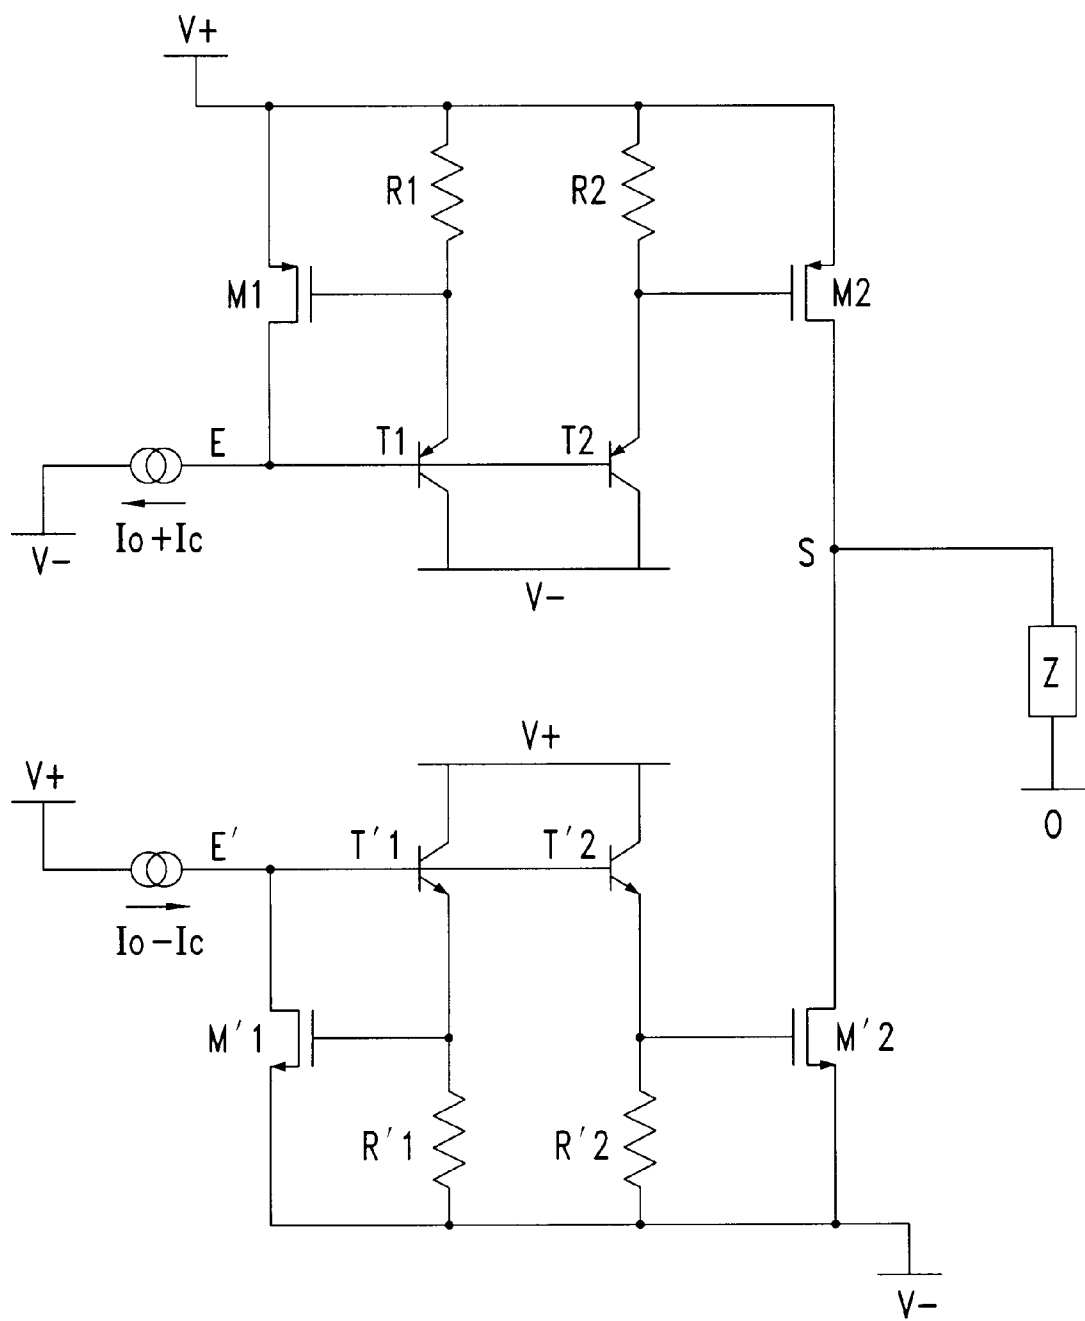 V+
R1
R2
M1
M2
E
T1
T2
Io+Ic
V-
V-
S
Z
V+
V+
O
E'
T'1
T'2
Io-Ic
M'1
M'2
R'1
R'2
V-